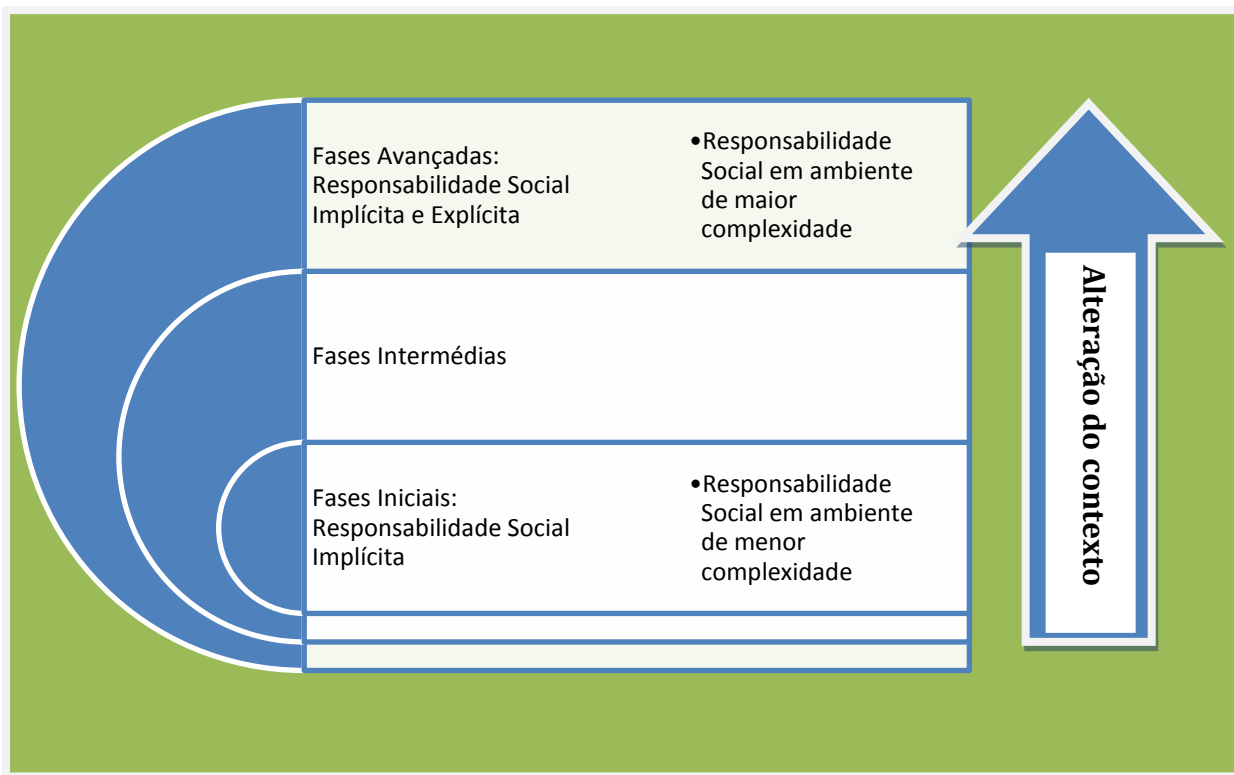 Fases Avançadas:
Responsabilidade Social
Implícita e Explícita
•Responsabilidade
Social em ambiente
de maior
complexidade
Fases Intermédias
Fases Iniciais:
Responsabilidade Social
Implícita
•Responsabilidade
Social em ambiente
de menor
complexidade
Alteração do contexto